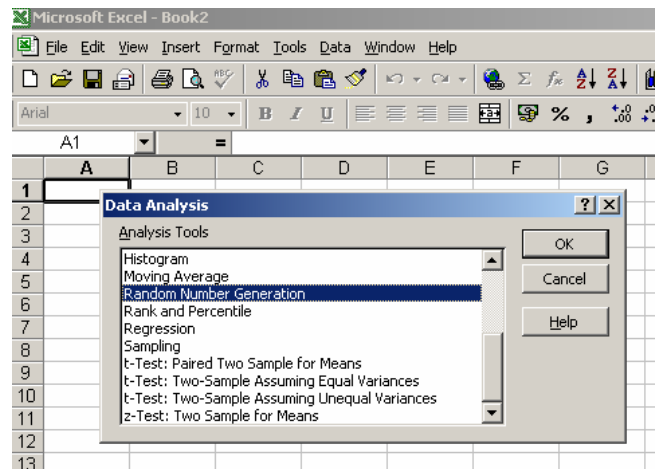 Microsoft Excel - Book2
File Edit View Insert Format Tools Data Window Help
ABC Σ fx A Z Z A
Arial 10 B I U % , .00
A1 =
A B C D E F G
1
2
3
4
5
6
7
8
9
10
11
12
13
Data Analysis ? X
Analysis Tools
Histogram
Moving Average
Random Number Generation
Rank and Percentile
Regression
Sampling
t-Test: Paired Two Sample for Means
t-Test: Two-Sample Assuming Equal Variances
t-Test: Two-Sample Assuming Unequal Variances
z-Test: Two Sample for Means
OK
Cancel
Help